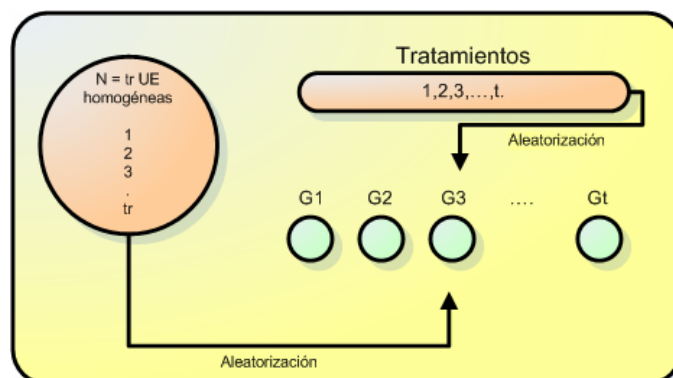 N = tr UE
homogéneas
1
2
3
.
tr
Tratamientos
1,2,3,...,t.
Aleatorización
G1 G2 G3 .... Gt
Aleatorización